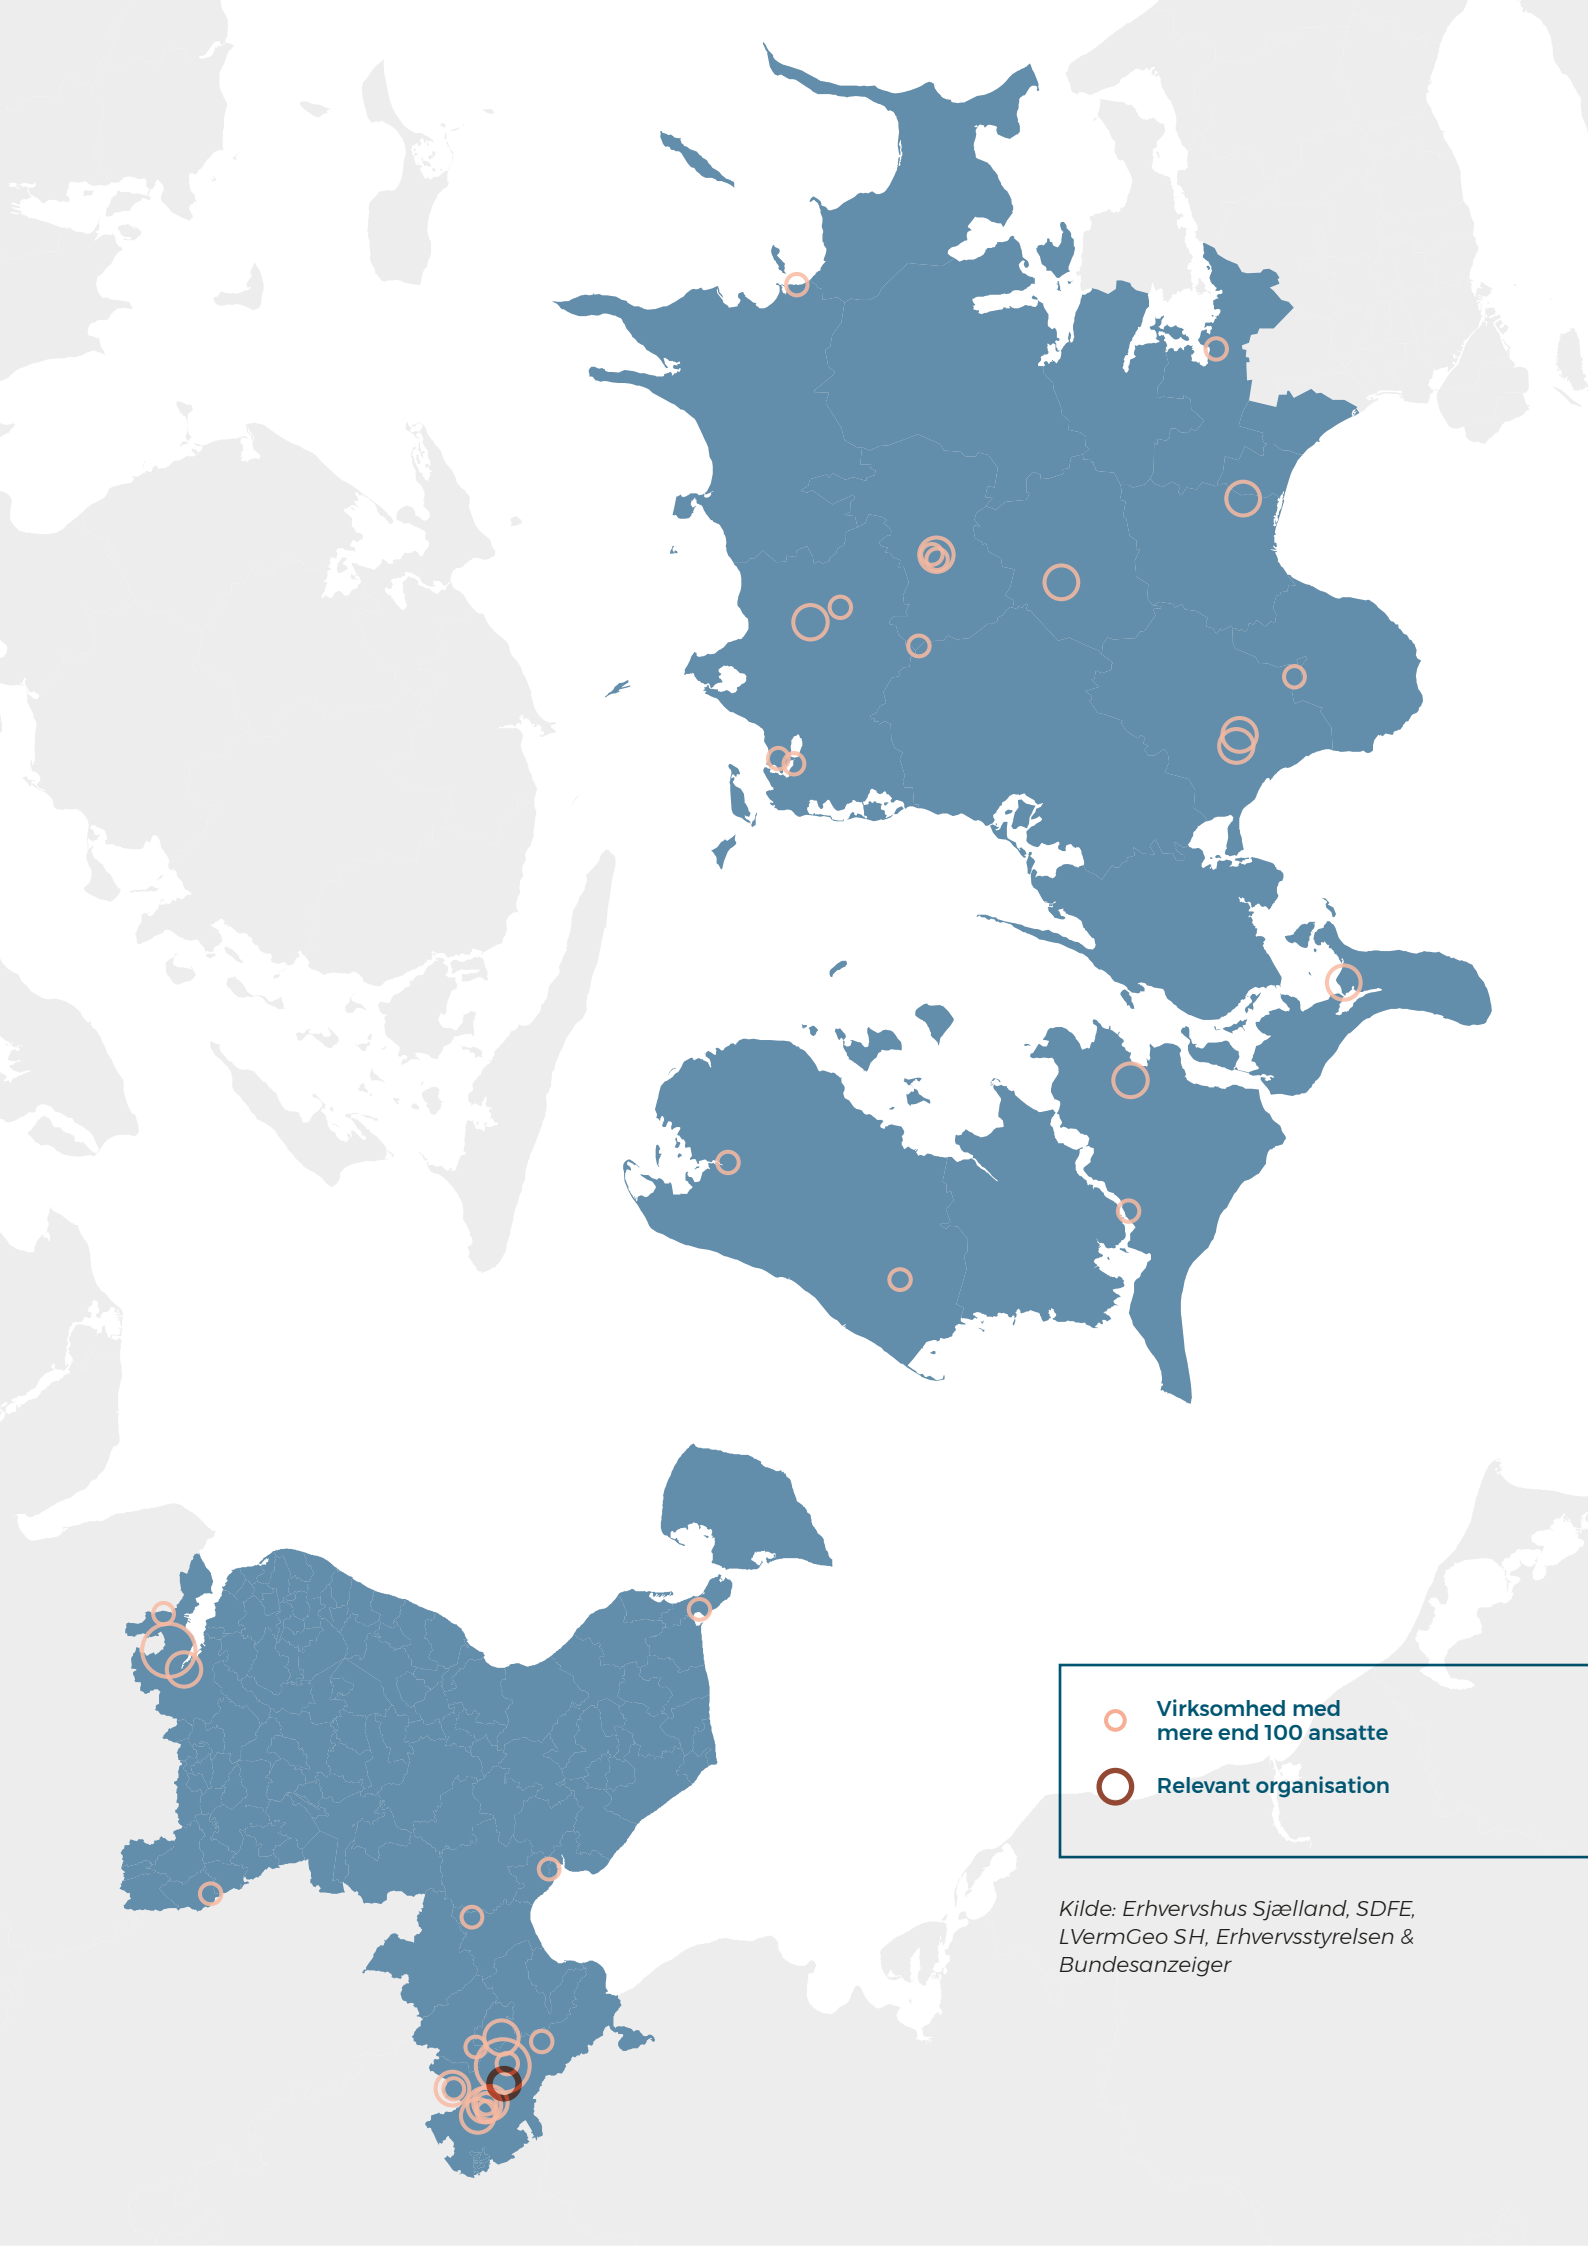 Virksomhed med
mere end 100 ansatte
Relevant organisation
Kilde: Erhvervshus Sjælland, SDFE,
LVermGeo SH, Erhvervsstyrelsen &
Bundesanzeiger